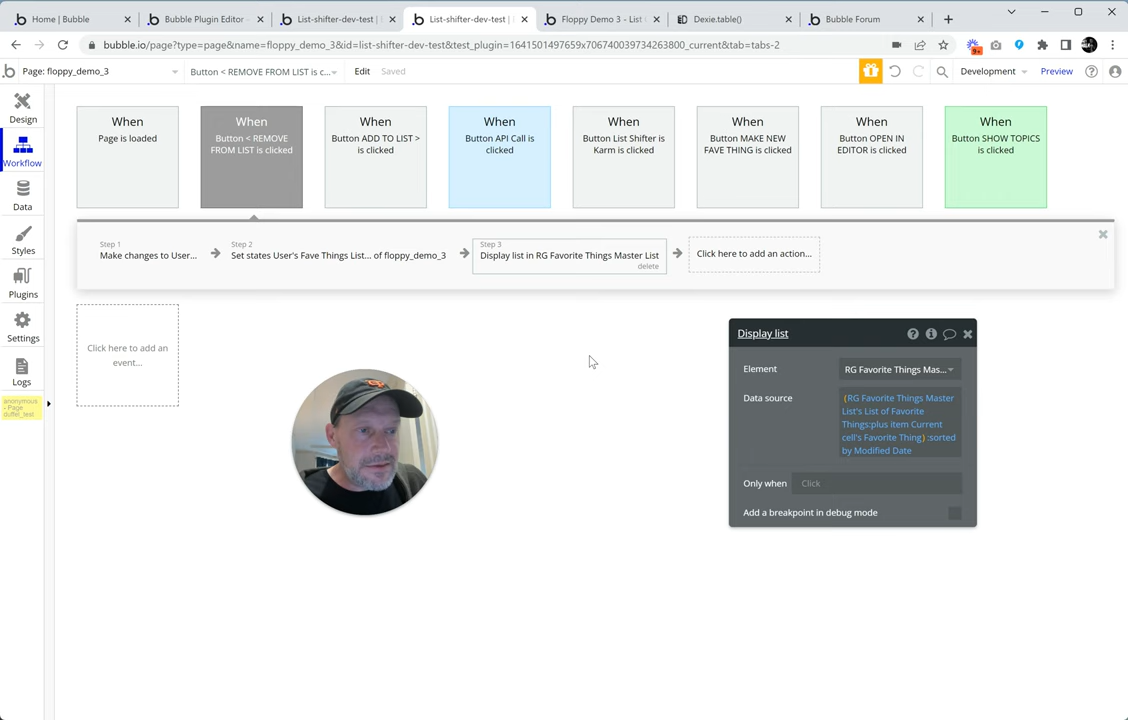 Home | Bubble
Bubble Plugin Editor -
List-shifter-dev-test |
List-shifter-dev-test |
Floppy Demo 3 - List
Dexie.table()
Bubble Forum
bubble.io/page?type=page&name=floppy_demo_3&id=list-shifter-dev-test&test_plugin=1641501497659x706740039734263800_current&tab=tabs-2
9+
Page: floppy_demo_3
Button < REMOVE FROM LIST is c...
Edit
Saved
Development
Preview
Design
Workflow
Data
Styles
Plugins
Settings
Logs
anonymous
- Page
duffel_test
When
Page is loaded
When
Button < REMOVE
FROM LIST is clicked
When
Button ADD TO LIST >
is clicked
When
Button API Call is
clicked
When
Button List Shifter is
Karm is clicked
When
Button MAKE NEW
FAVE THING is clicked
When
Button OPEN IN
EDITOR is clicked
When
Button SHOW TOPICS
is clicked
Step 1
Make changes to User...
Step 2
Set states User's Fave Things List... of floppy_demo_3
Step 3
Display list in RG Favorite Things Master List
delete
Click here to add an action...
Click here to add an
event...
Display list
Element
RG Favorite Things Mas...
Data source
(RG Favorite Things Master
List's List of Favorite
Things:plus item Current
cell's Favorite Thing) :sorted
by Modified Date
Only when
Click
Add a breakpoint in debug mode